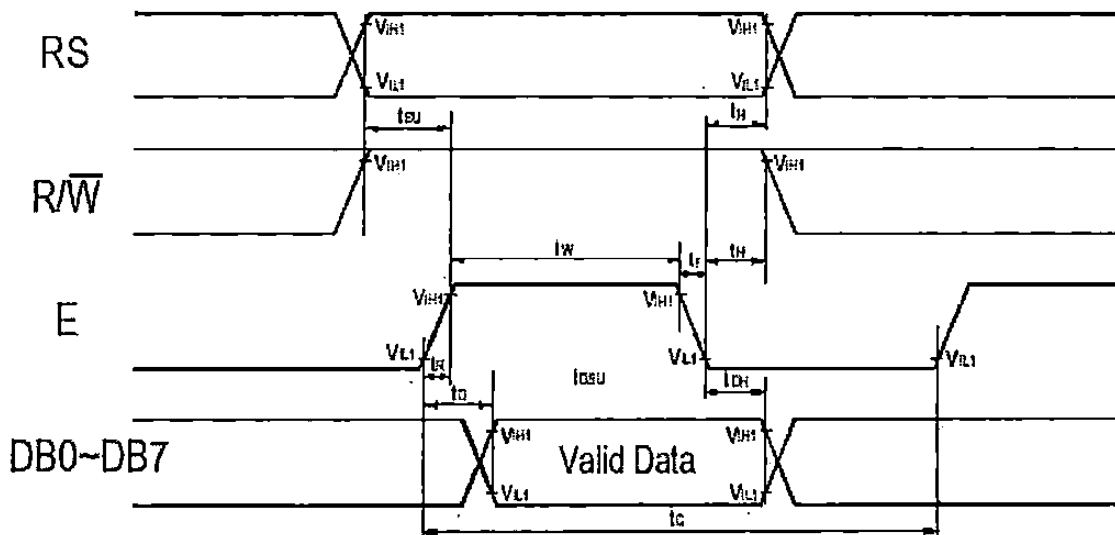 RS
VIH1
VIH1
VIL1
VIL1
tSU
tH
R/W̅
VIH1
VIH1
tW
tF
tH
E
VIH1
VIH1
VIL1
VIL1
VIL1
tR
tDSU
tDH
tD
DB0~DB7
VIH1
VIH1
Valid Data
VIL1
VIL1
tC